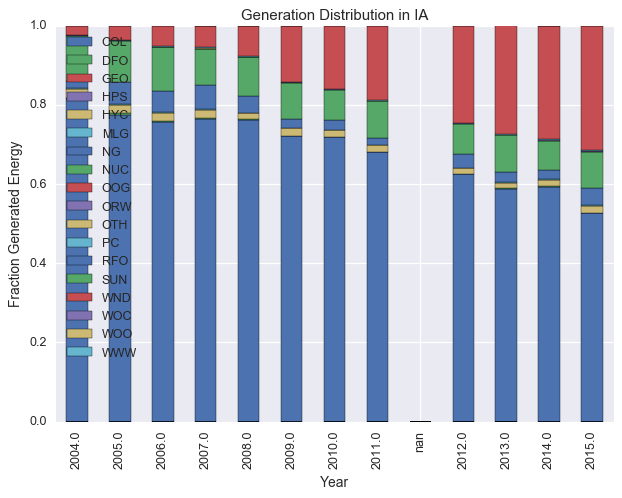 Generation Distribution in IA
1.0
0.8
0.6
0.4
0.2
0.0
Fraction Generated Energy
COL
DFO
GEO
HPS
HYC
MLG
NG
NUC
OOG
ORW
OTH
PC
RFO
SUN
WND
WOC
WOO
WWW
2004.0
2005.0
2006.0
2007.0
2008.0
2009.0
2010.0
2011.0
nan
2012.0
2013.0
2014.0
2015.0
Year